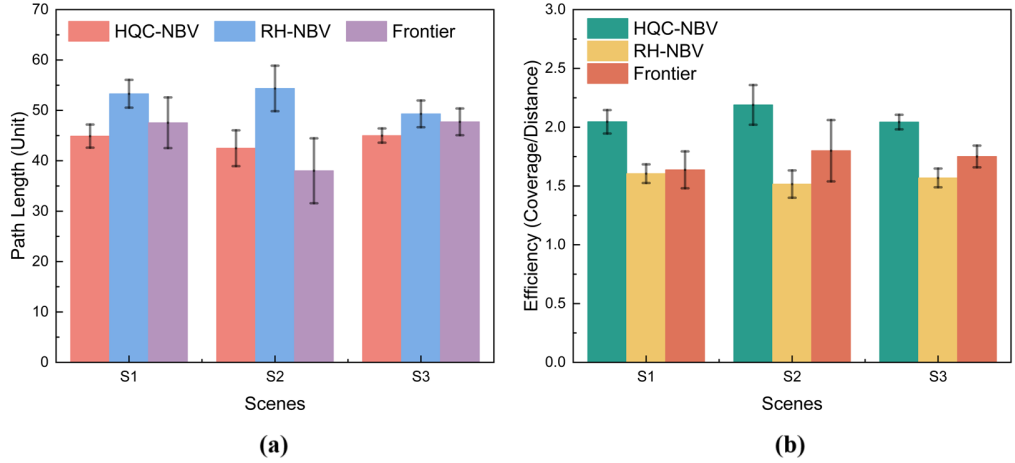 70
60
50
40
30
20
10
0
Path Length (Unit)
HQC-NBV RH-NBV Frontier
S1 S2 S3
Scenes
(a)
3.0
2.5
2.0
1.5
1.0
0.5
0.0
Efficiency (Coverage/Distance)
HQC-NBV
RH-NBV
Frontier
S1 S2 S3
Scenes
(b)